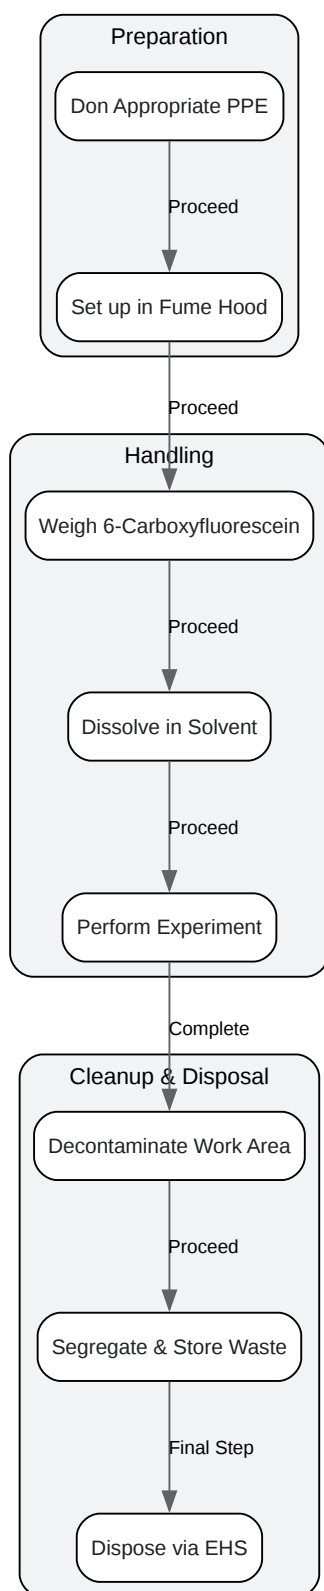 Preparation
Don Appropriate PPE
Proceed
Set up in Fume Hood
Proceed
Handling
Weigh 6-Carboxyfluorescein
Proceed
Dissolve in Solvent
Proceed
Perform Experiment
Complete
Cleanup & Disposal
Decontaminate Work Area
Proceed
Segregate & Store Waste
Final Step
Dispose via EHS